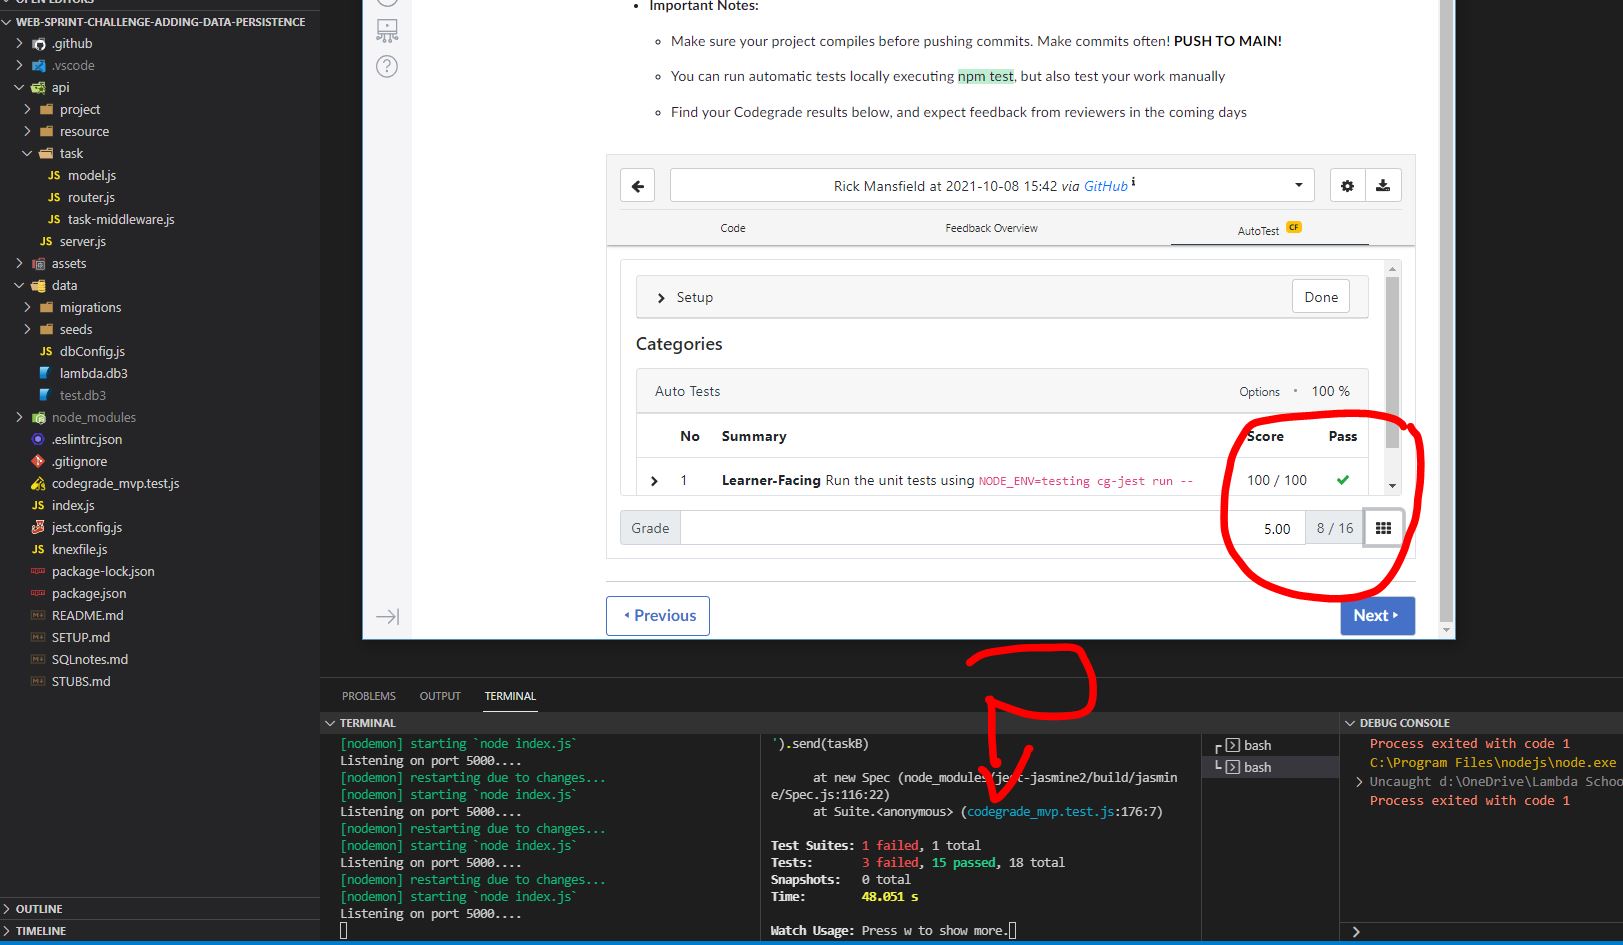 OPEN EDITORS
WEB-SPRINT-CHALLENGE-ADDING-DATA-PERSISTENCE
.github
.vscode
api
project
resource
task
JS model.js
JS router.js
JS task-middleware.js
JS server.js
assets
data
migrations
seeds
JS dbConfig.js
lambda.db3
test.db3
node_modules
.eslintrc.json
.gitignore
codegrade_mvp.test.js
JS index.js
jest.config.js
JS knexfile.js
package-lock.json
package.json
README.md
SETUP.md
SQLnotes.md
STUBS.md
OUTLINE
TIMELINE
Important Notes:
Make sure your project compiles before pushing commits. Make commits often! PUSH TO MAIN!
You can run automatic tests locally executing npm test, but also test your work manually
Find your Codegrade results below, and expect feedback from reviewers in the coming days
Rick Mansfield at 2021-10-08 15:42 via GitHub i
Code Feedback Overview AutoTest CF
Setup Done
Categories
Auto Tests Options • 100 %
No Summary Score Pass
1 Learner-Facing Run the unit tests using NODE_ENV=testing cg-jest run -- 100 / 100
Grade 5.00 8 / 16
Previous Next
PROBLEMS OUTPUT TERMINAL
TERMINAL
[nodemon] starting `node index.js`
Listening on port 5000....
[nodemon] restarting due to changes...
[nodemon] starting `node index.js`
Listening on port 5000....
[nodemon] restarting due to changes...
[nodemon] starting `node index.js`
Listening on port 5000....
[nodemon] restarting due to changes...
[nodemon] starting `node index.js`
Listening on port 5000....
').send(taskB)
at new Spec (node_modules/jest-jasmine2/build/jasmin
e/Spec.js:116:22)
at Suite.<anonymous> (codegrade_mvp.test.js:176:7)
Test Suites: 1 failed, 1 total
Tests: 3 failed, 15 passed, 18 total
Snapshots: 0 total
Time: 48.051 s
Watch Usage: Press w to show more.
bash
bash
DEBUG CONSOLE
Process exited with code 1
C:\Program Files\nodejs\node.exe
Uncaught d:\OneDrive\Lambda Schoo
Process exited with code 1